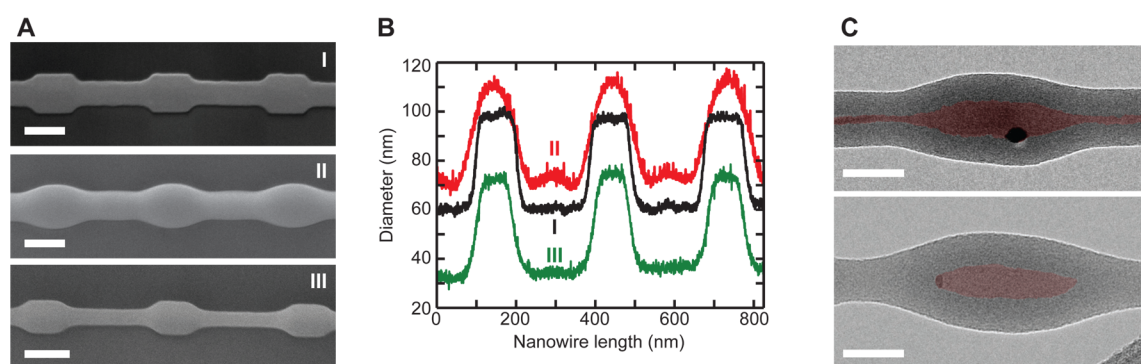 A
I
II
III
B
Diameter (nm)
120
100
80
60
40
20
II
I
III
0
200
400
600
800
Nanowire length (nm)
C